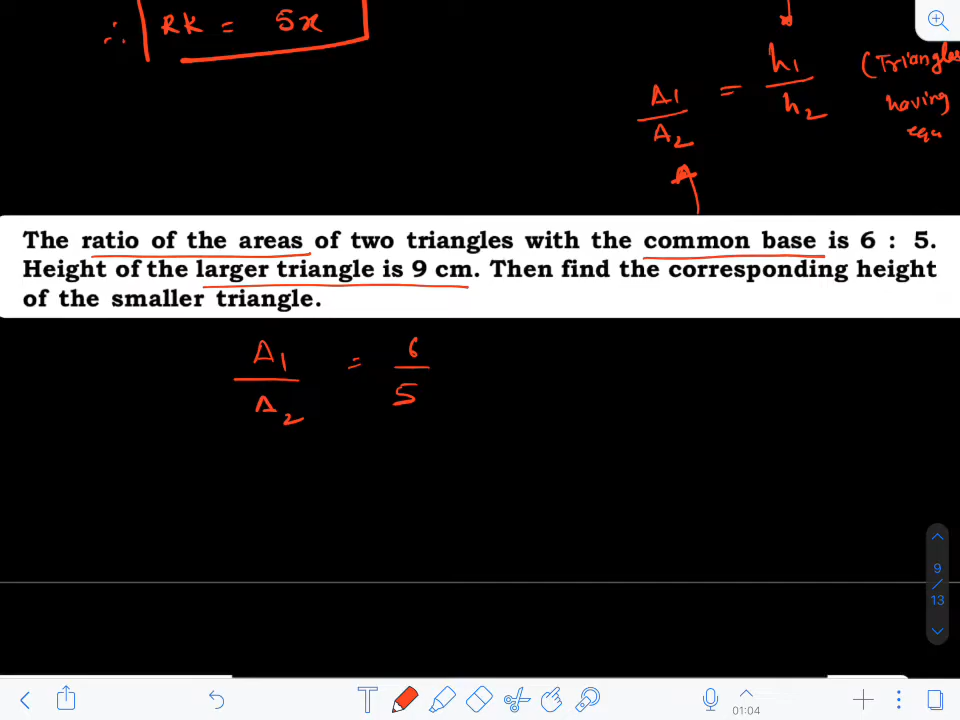 ∴ RK = 5x
A1/A2 = h1/h2 (Triangles
having
equ
The ratio of the areas of two triangles with the common base is 6 : 5.
Height of the larger triangle is 9 cm. Then find the corresponding height
of the smaller triangle.
A1/A2 = 6/5
9
/
13
T
01:04